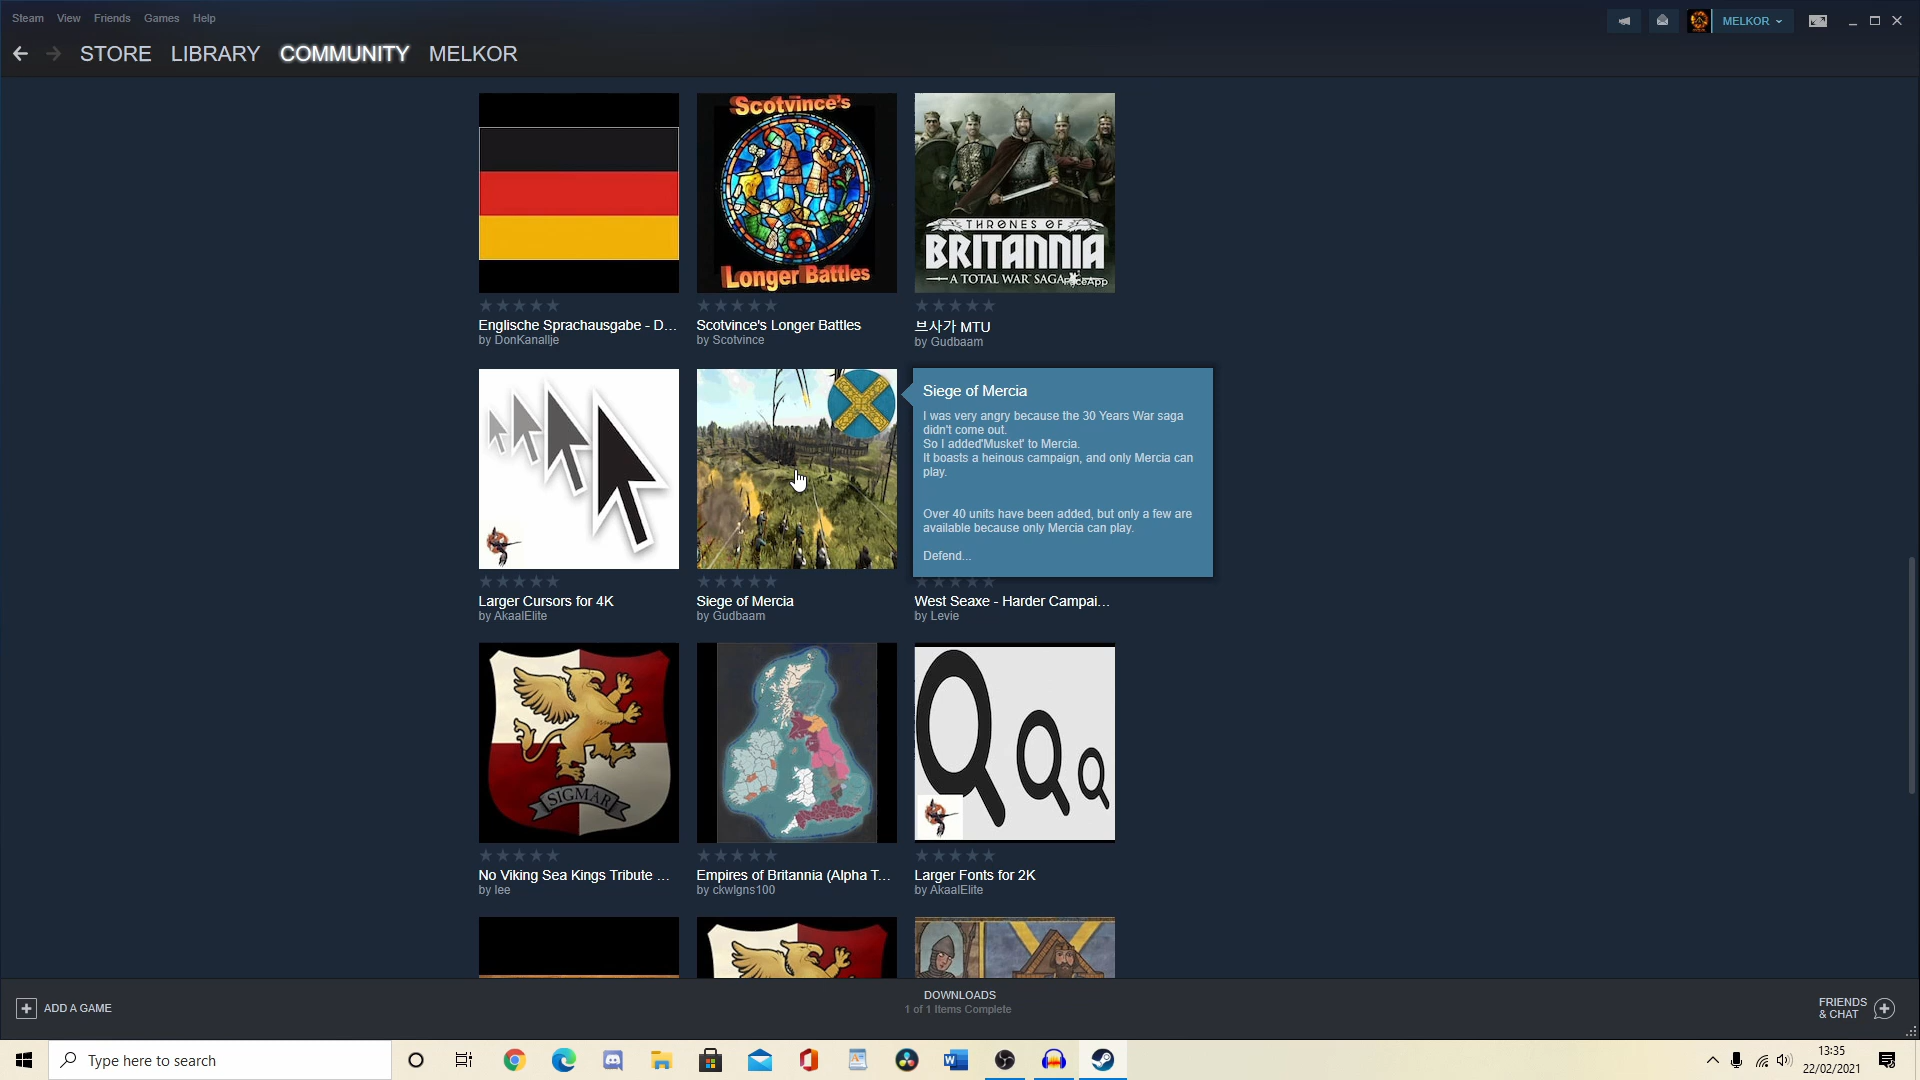 Steam View Friends Games Help
MELKOR
STORE LIBRARY COMMUNITY MELKOR
Scotvince's
Longer Battles
THRONES OF
BRITANNIA
A TOTAL WAR SAGA
FaceApp
Englische Sprachausgabe - D...
by DonKanallje
Scotvince's Longer Battles
by Scotvince
브사가 MTU
by Gudbaam
Siege of Mercia
I was very angry because the 30 Years War saga
didn't come out.
So I added'Musket' to Mercia.
It boasts a heinous campaign, and only Mercia can
play.
Over 40 units have been added, but only a few are
available because only Mercia can play.
Defend...
Larger Cursors for 4K
by AkaalElite
Siege of Mercia
by Gudbaam
West Seaxe - Harder Campai...
by Levie
SIGMAR
No Viking Sea Kings Tribute ...
by lee
Empires of Britannia (Alpha T...
by ckwlgns100
Larger Fonts for 2K
by AkaalElite
ADD A GAME
DOWNLOADS
1 of 1 Items Complete
FRIENDS
& CHAT
Type here to search
13:35
22/02/2021